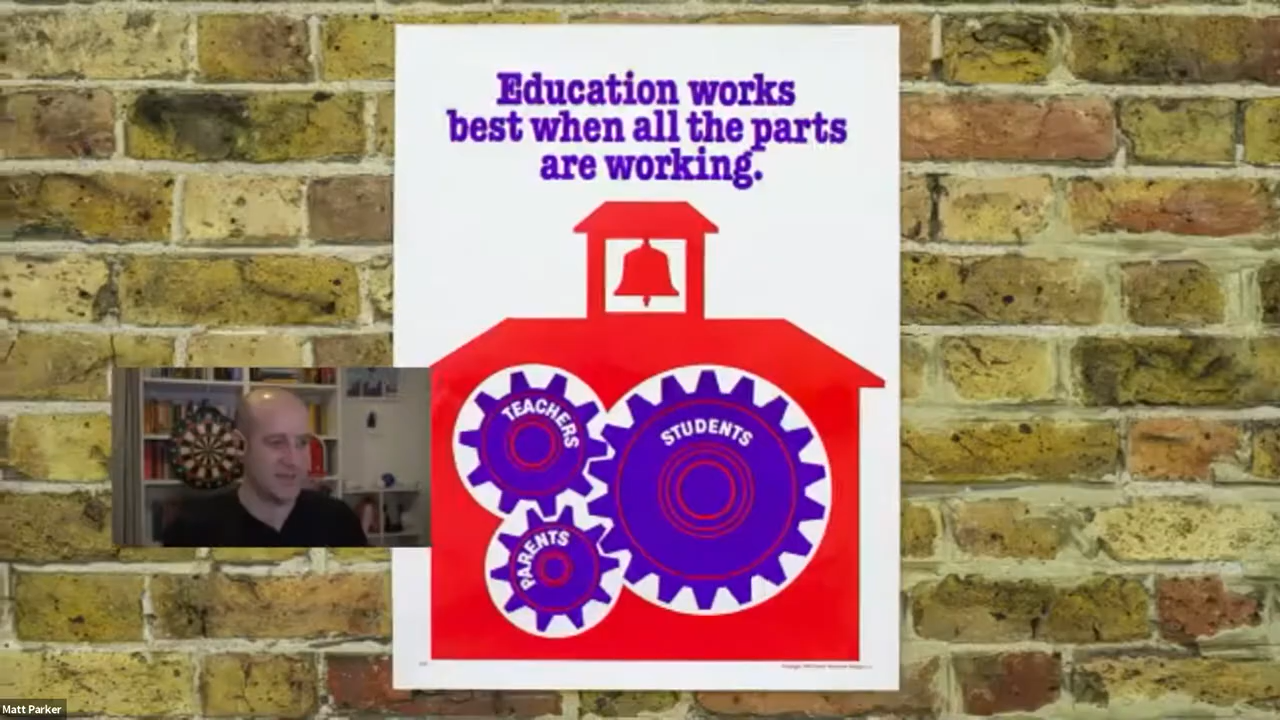 Education works
best when all the parts
are working.
TEACHERS
STUDENTS
PARENTS
Matt Parker